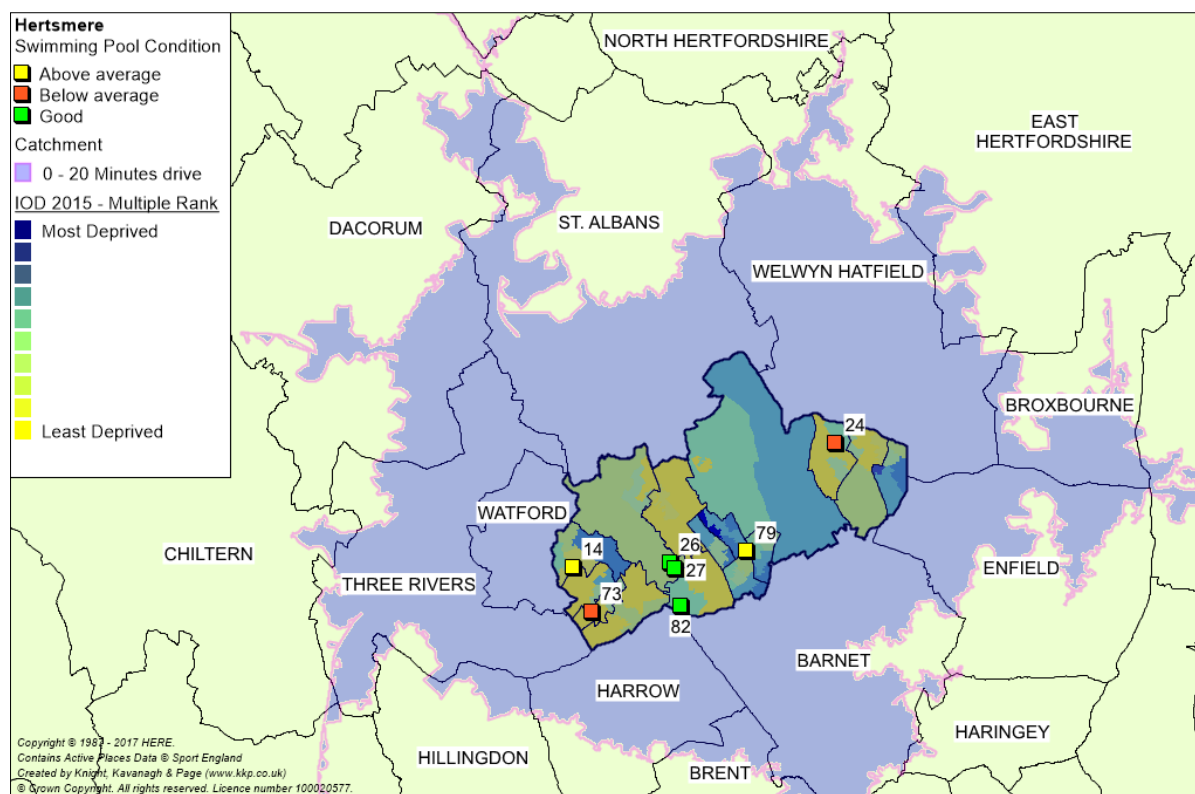 Hertsmere
Swimming Pool Condition
Above average
Below average
Good
Catchment
0 - 20 Minutes drive
IOD 2015 - Multiple Rank
Most Deprived
Least Deprived
NORTH HERTFORDSHIRE
EAST
HERTFORDSHIRE
DACORUM
ST. ALBANS
WELWYN HATFIELD
BROXBOURNE
24
WATFORD
14
26
79
27
CHILTERN
THREE RIVERS
73
ENFIELD
82
BARNET
HARROW
HARINGEY
HILLINGDON
BRENT
Copyright © 1987 - 2017 HERE.
Contains Active Places Data © Sport England
Created by Knight, Kavanagh & Page (www.kkp.co.uk)
© Crown Copyright. All rights reserved. Licence number 100020577.